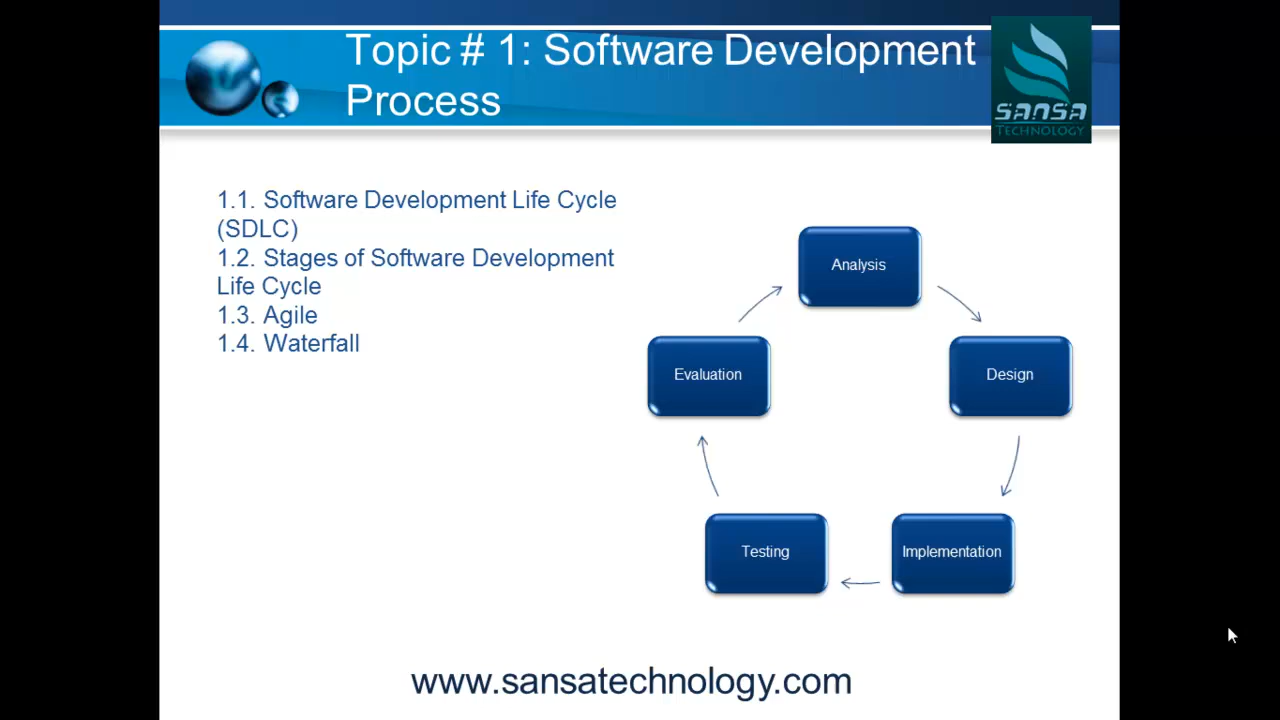 Topic # 1: Software Development
Process
SANSA
TECHNOLOGY
1.1. Software Development Life Cycle
(SDLC)
1.2. Stages of Software Development
Life Cycle
1.3. Agile
1.4. Waterfall
Analysis
Evaluation
Design
Testing
Implementation
www.sansatechnology.com